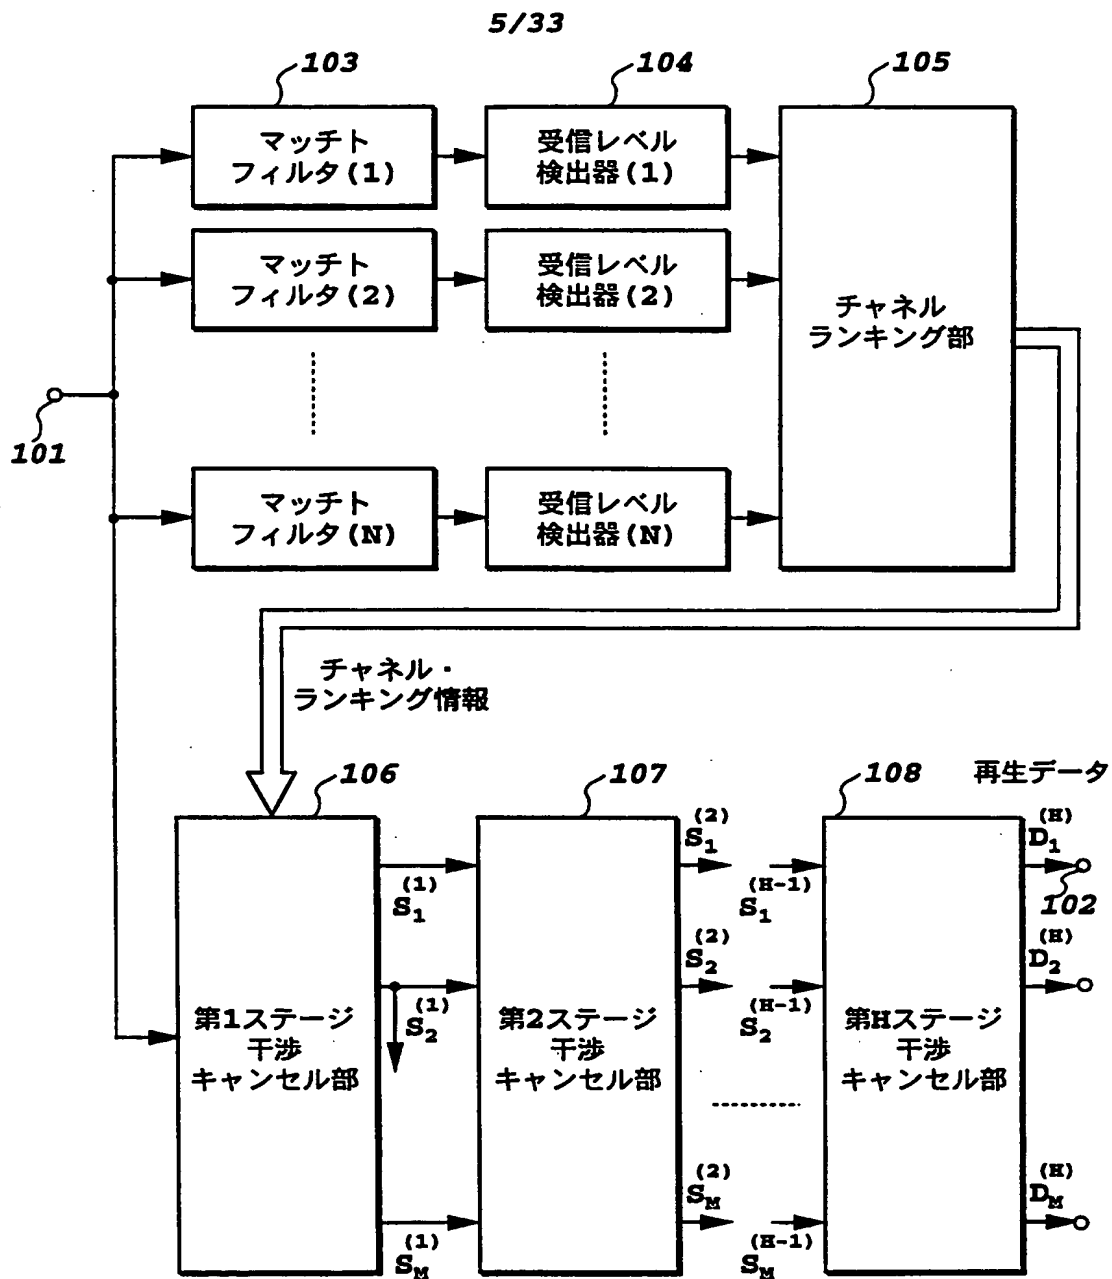 5/33
103
104
105
マッチト
フィルタ(1)
受信レベル
検出器(1)
マッチト
フィルタ(2)
受信レベル
検出器(2)
チャネル
ランキング部
101
マッチト
フィルタ(N)
受信レベル
検出器(N)
チャネル・
ランキング情報
106
107
108
再生データ
S₁⁽²⁾
D₁⁽ᴴ⁾
S₁⁽¹⁾
S₁⁽ᴴ⁻¹⁾
102
S₂⁽²⁾
D₂⁽ᴴ⁾
S₂⁽¹⁾
S₂⁽ᴴ⁻¹⁾
第1ステージ
干渉
キャンセル部
第2ステージ
干渉
キャンセル部
第Hステージ
干渉
キャンセル部
S_M⁽²⁾
D_M⁽ᴴ⁾
S_M⁽¹⁾
S_M⁽ᴴ⁻¹⁾